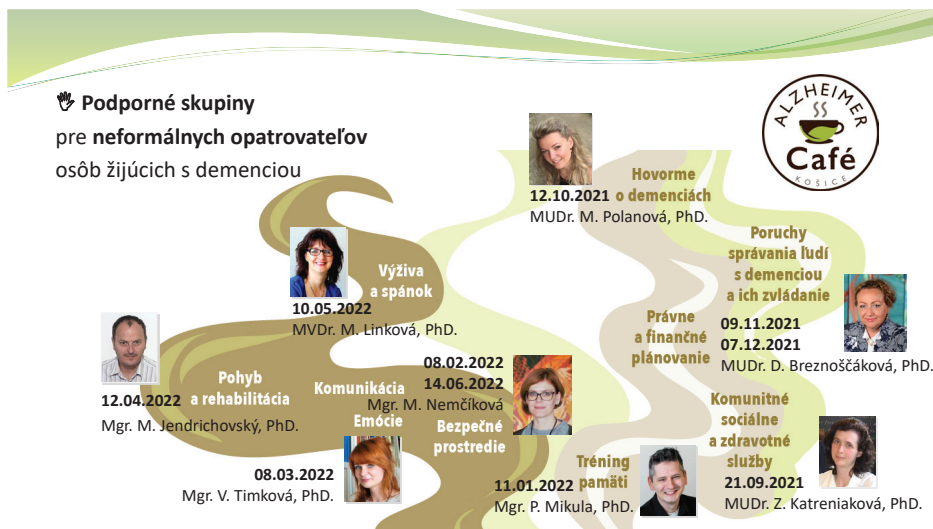 🖐 Podporné skupiny
pre neformálnych opatrovateľov
osôb žijúcich s demenciou
ALZHEIMER
Café
KOŠICE
Hovorme
o demenciách
12.10.2021
MUDr. M. Polanová, PhD.
Poruchy
správania ľudí
s demenciou
a ich zvládanie
09.11.2021
07.12.2021
MUDr. D. Breznoščáková, PhD.
Právne
a finančné
plánovanie
Výživa
a spánok
10.05.2022
MVDr. M. Linková, PhD.
Pohyb
a rehabilitácia
12.04.2022
Mgr. M. Jendrichovský, PhD.
Komunikácia
08.02.2022
14.06.2022
Mgr. M. Nemčíková
Emócie
Bezpečné
prostredie
08.03.2022
Mgr. V. Timková, PhD.
Tréning
pamäti
11.01.2022
Mgr. P. Mikula, PhD.
Komunitné
sociálne
a zdravotné
služby
21.09.2021
MUDr. Z. Katreniaková, PhD.